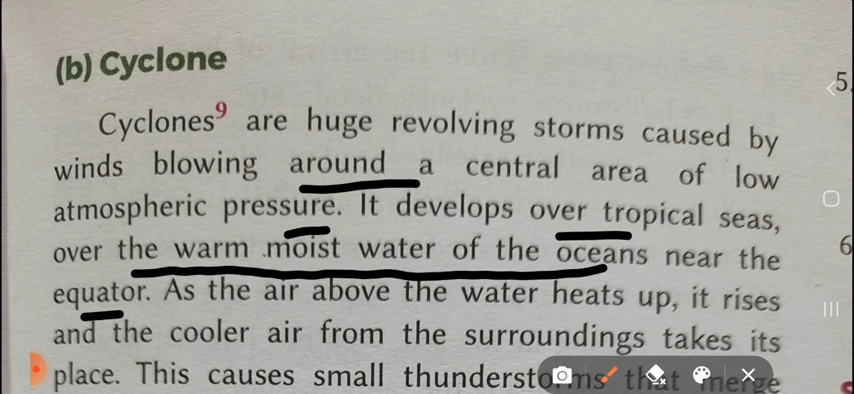 (b) Cyclone
Cyclones9 are huge revolving storms caused by
winds blowing around a central area of low
atmospheric pressure. It develops over tropical seas,
over the warm moist water of the oceans near the
equator. As the air above the water heats up, it rises
and the cooler air from the surroundings takes its
place. This causes small thunderstorms that merge
5.
6